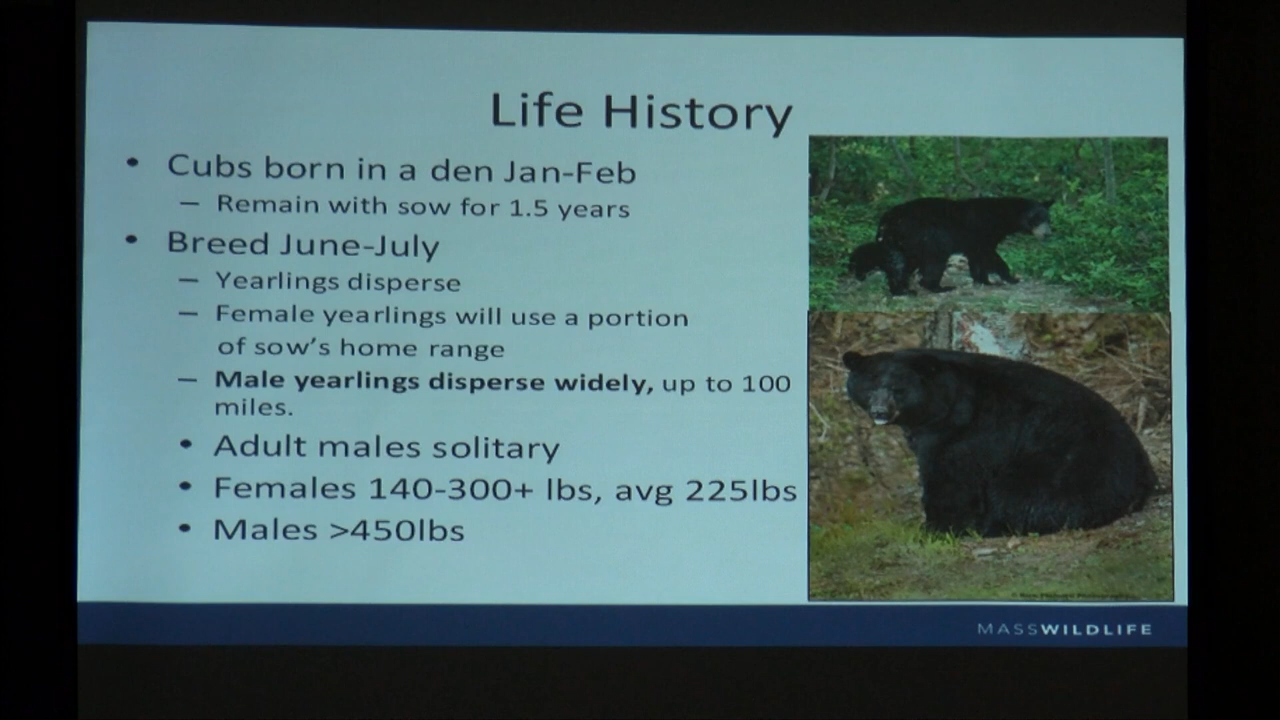 Life History
• Cubs born in a den Jan-Feb
– Remain with sow for 1.5 years
• Breed June-July
– Yearlings disperse
– Female yearlings will use a portion
of sow's home range
– Male yearlings disperse widely, up to 100
miles.
• Adult males solitary
• Females 140-300+ lbs, avg 225lbs
• Males >450lbs
MASSWILDLIFE